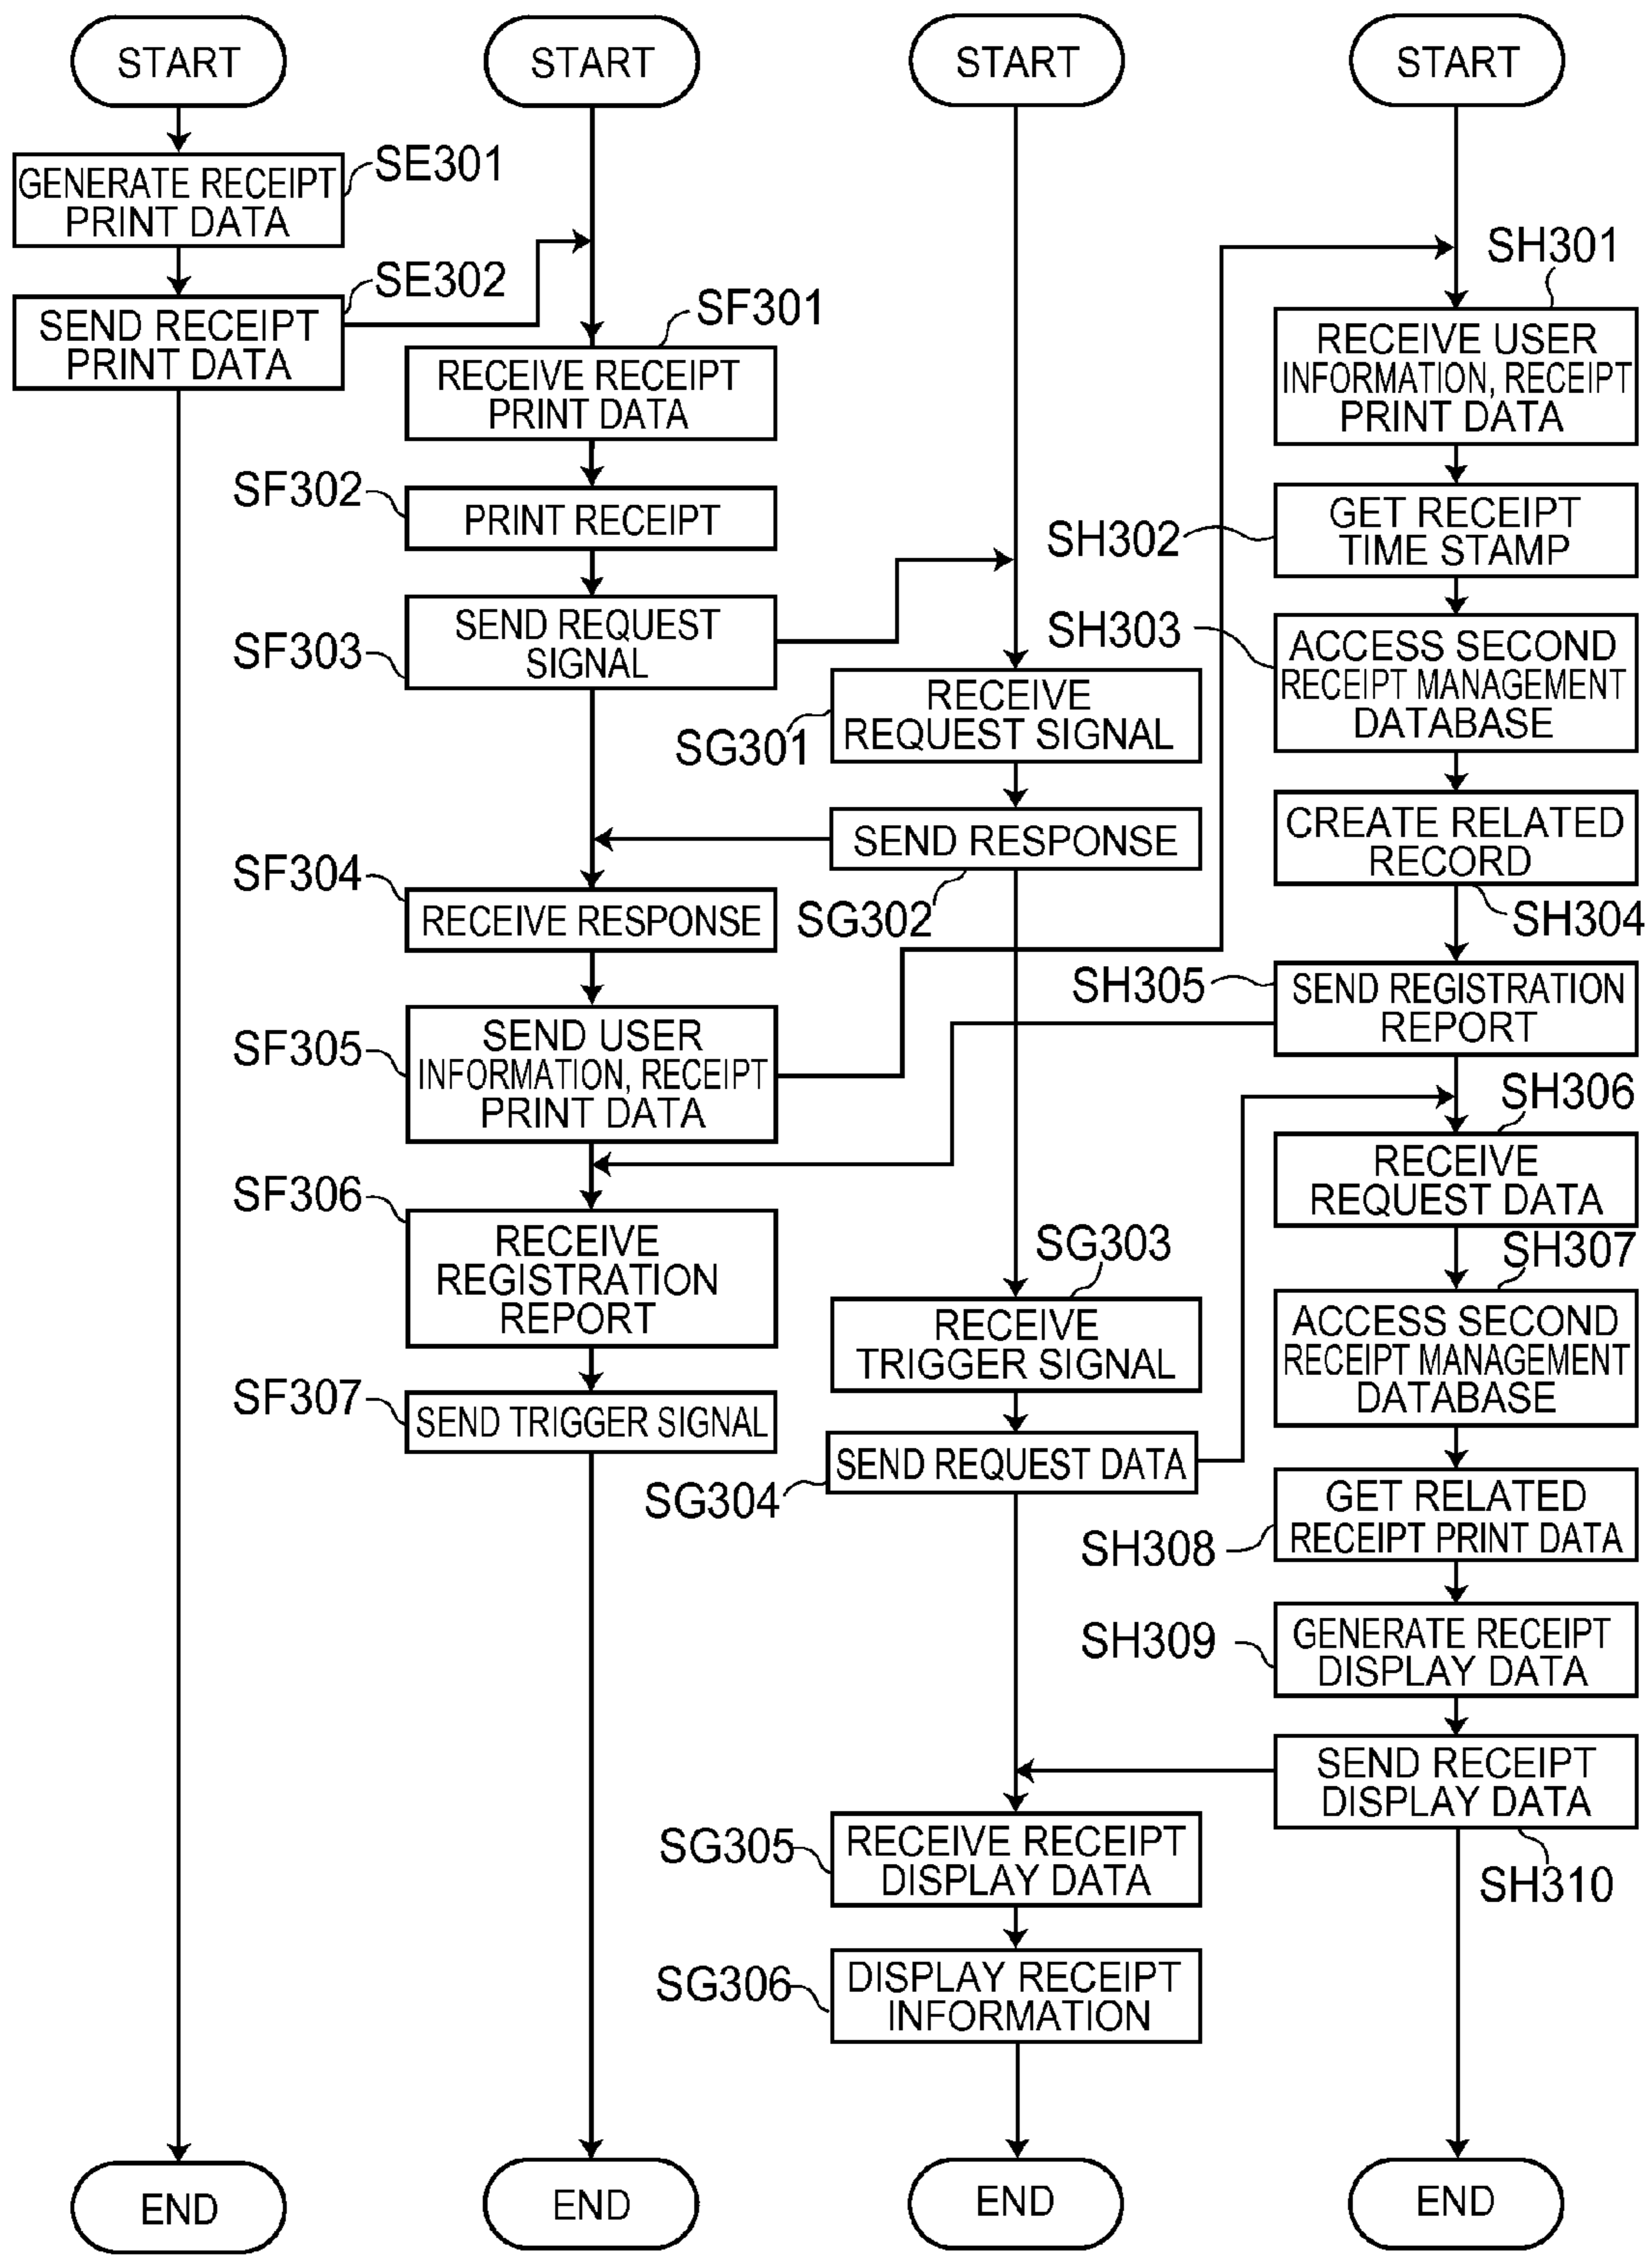 START
START
START
START
GENERATE RECEIPT
PRINT DATA
SE301
SEND RECEIPT
PRINT DATA
SE302
END
SF301
RECEIVE RECEIPT
PRINT DATA
SF302
PRINT RECEIPT
SF303
SEND REQUEST
SIGNAL
SF304
RECEIVE RESPONSE
SF305
SEND USER
INFORMATION, RECEIPT
PRINT DATA
SF306
RECEIVE
REGISTRATION
REPORT
SF307
SEND TRIGGER SIGNAL
END
SG301
RECEIVE
REQUEST SIGNAL
SEND RESPONSE
SG302
SG303
RECEIVE
TRIGGER SIGNAL
SEND REQUEST DATA
SG304
SG305
RECEIVE RECEIPT
DISPLAY DATA
SG306
DISPLAY RECEIPT
INFORMATION
END
SH301
RECEIVE USER
INFORMATION, RECEIPT
PRINT DATA
SH302
GET RECEIPT
TIME STAMP
SH303
ACCESS SECOND
RECEIPT MANAGEMENT
DATABASE
CREATE RELATED
RECORD
SH304
SH305
SEND REGISTRATION
REPORT
SH306
RECEIVE
REQUEST DATA
SH307
ACCESS SECOND
RECEIPT MANAGEMENT
DATABASE
GET RELATED
RECEIPT PRINT DATA
SH308
SH309
GENERATE RECEIPT
DISPLAY DATA
SEND RECEIPT
DISPLAY DATA
SH310
END